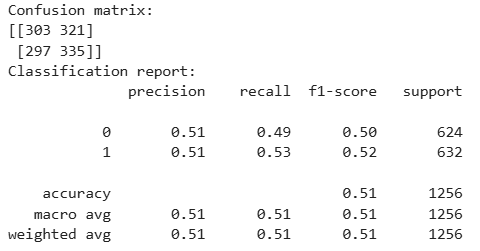 Confusion matrix:
[[303 321]
 [297 335]]
Classification report:
              precision    recall  f1-score   support

           0       0.51      0.49      0.50       624
           1       0.51      0.53      0.52       632

    accuracy                           0.51      1256
   macro avg       0.51      0.51      0.51      1256
weighted avg       0.51      0.51      0.51      1256